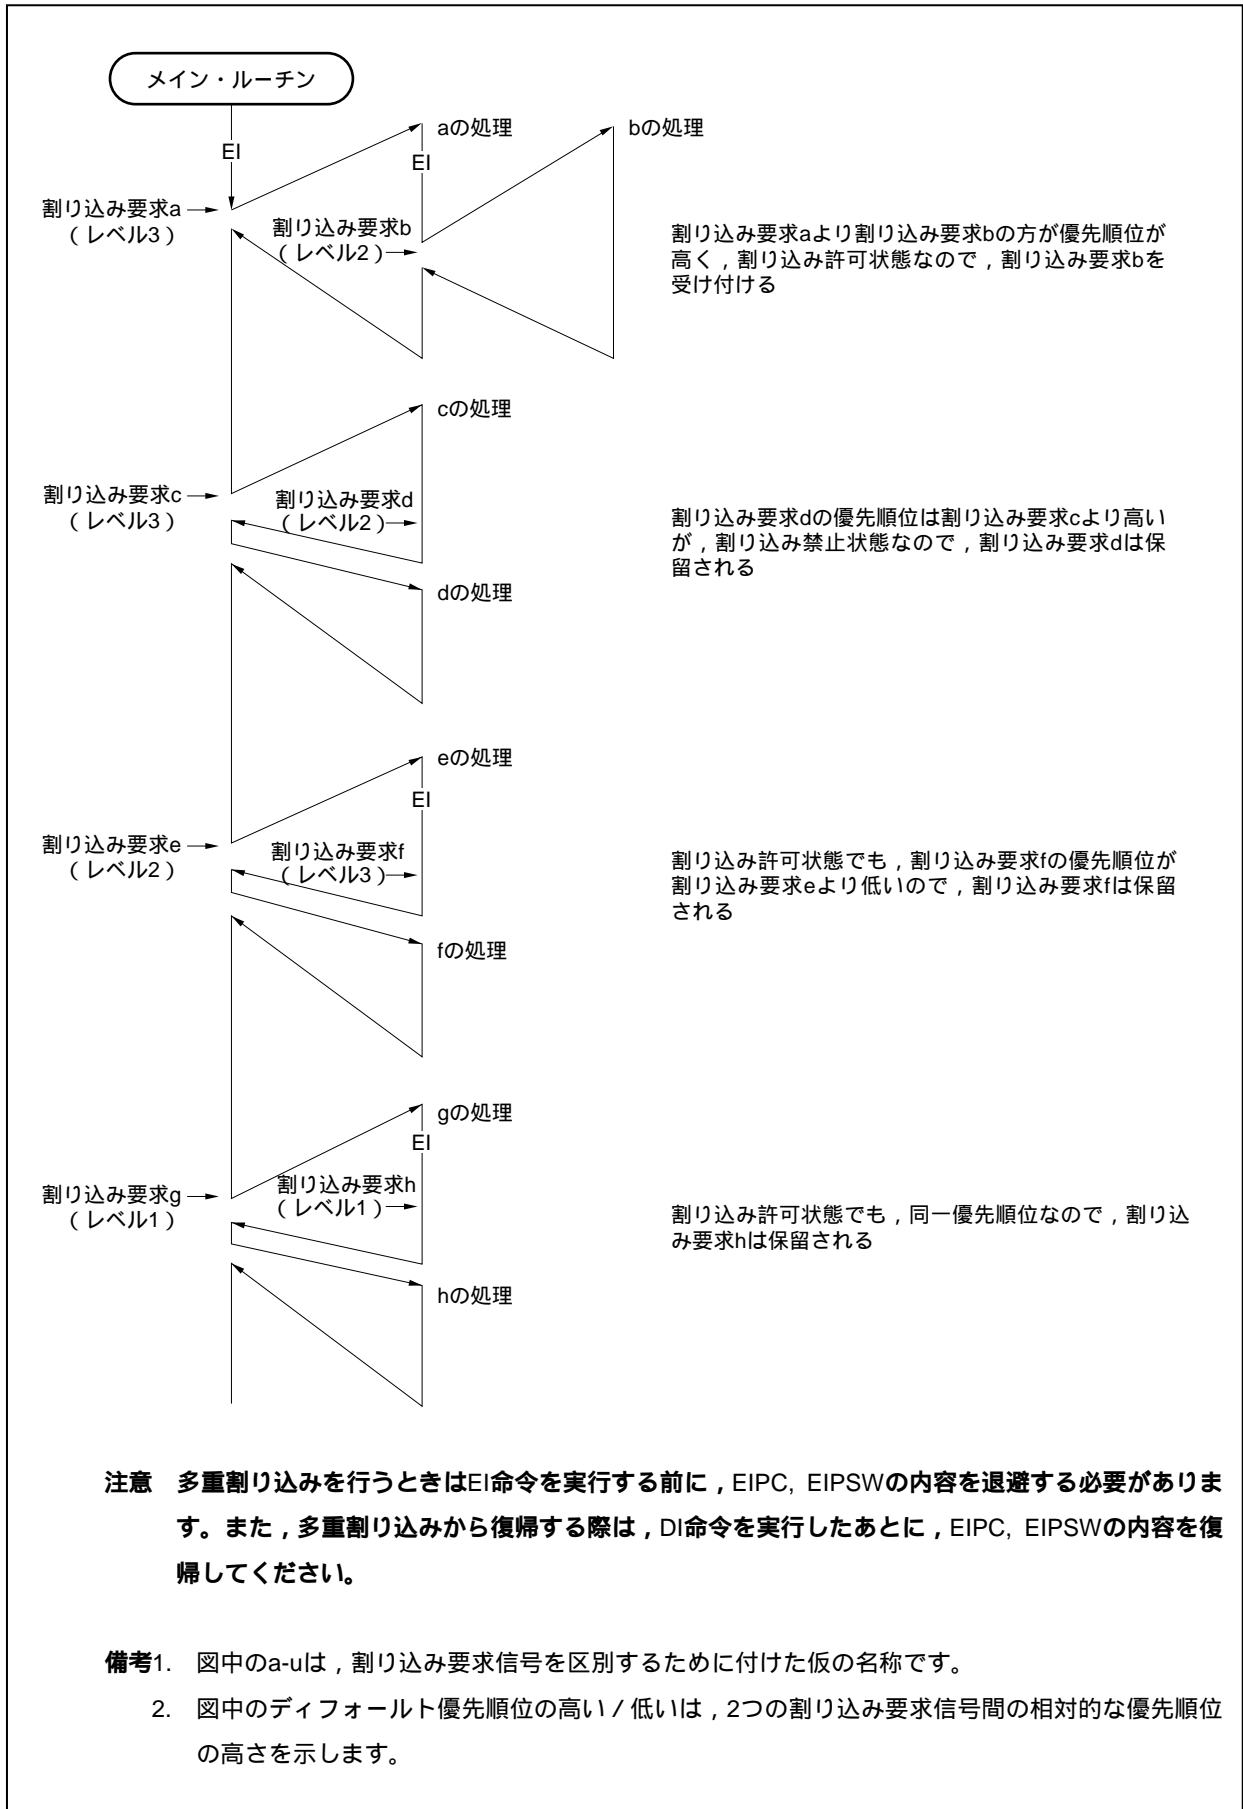 メイン・ルーチン
EI
aの処理
EI
bの処理
割り込み要求a
（レベル3）
割り込み要求b
（レベル2）
割り込み要求aより割り込み要求bの方が優先順位が
高く，割り込み許可状態なので，割り込み要求bを
受け付ける
cの処理
割り込み要求c
（レベル3）
割り込み要求d
（レベル2）
割り込み要求dの優先順位は割り込み要求cより高い
が，割り込み禁止状態なので，割り込み要求dは保
留される
dの処理
eの処理
EI
割り込み要求e
（レベル2）
割り込み要求f
（レベル3）
割り込み許可状態でも，割り込み要求fの優先順位が
割り込み要求eより低いので，割り込み要求fは保留
される
fの処理
gの処理
EI
割り込み要求g
（レベル1）
割り込み要求h
（レベル1）
割り込み許可状態でも，同一優先順位なので，割り込
み要求hは保留される
hの処理
注意 多重割り込みを行うときはEI命令を実行する前に，EIPC, EIPSWの内容を退避する必要がありま
す。また，多重割り込みから復帰する際は，DI命令を実行したあとに，EIPC, EIPSWの内容を復
帰してください。
備考1. 図中のa-uは，割り込み要求信号を区別するために付けた仮の名称です。
2. 図中のディフォールト優先順位の高い／低いは，2つの割り込み要求信号間の相対的な優先順位
の高さを示します。